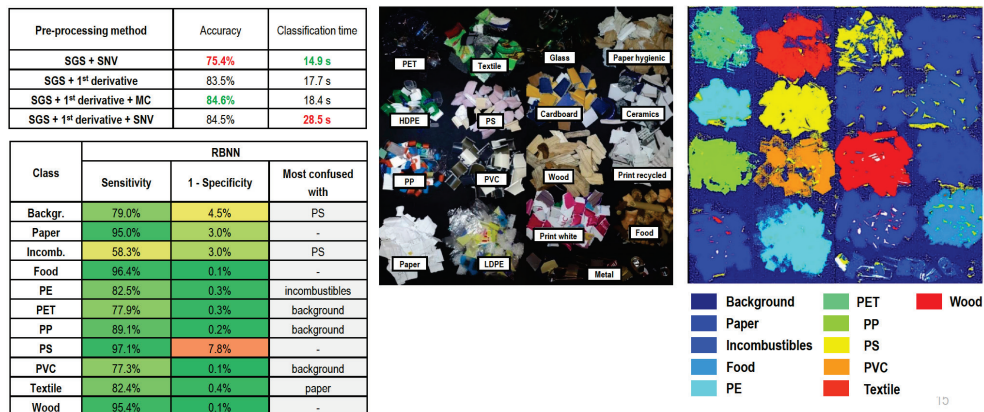 Pre-processing method Accuracy Classification time
SGS + SNV 75.4% 14.9 s
SGS + 1st derivative 83.5% 17.7 s
SGS + 1st derivative + MC 84.6% 18.4 s
SGS + 1st derivative + SNV 84.5% 28.5 s
Class RBNN
Sensitivity 1 - Specificity Most confused with
Backgr. 79.0% 4.5% PS
Paper 95.0% 3.0% -
Incomb. 58.3% 3.0% PS
Food 96.4% 0.1% -
PE 82.5% 0.3% incombustibles
PET 77.9% 0.3% background
PP 89.1% 0.2% background
PS 97.1% 7.8% -
PVC 77.3% 0.1% background
Textile 82.4% 0.4% paper
Wood 95.4% 0.1% -
PET Textile Glass Paper hygienic
HDPE PS Cardboard Ceramics
PP PVC Wood Print recycled
Paper LDPE Print white Food
Metal
Background PET Wood
Paper PP
Incombustibles PS
Food PVC
PE Textile